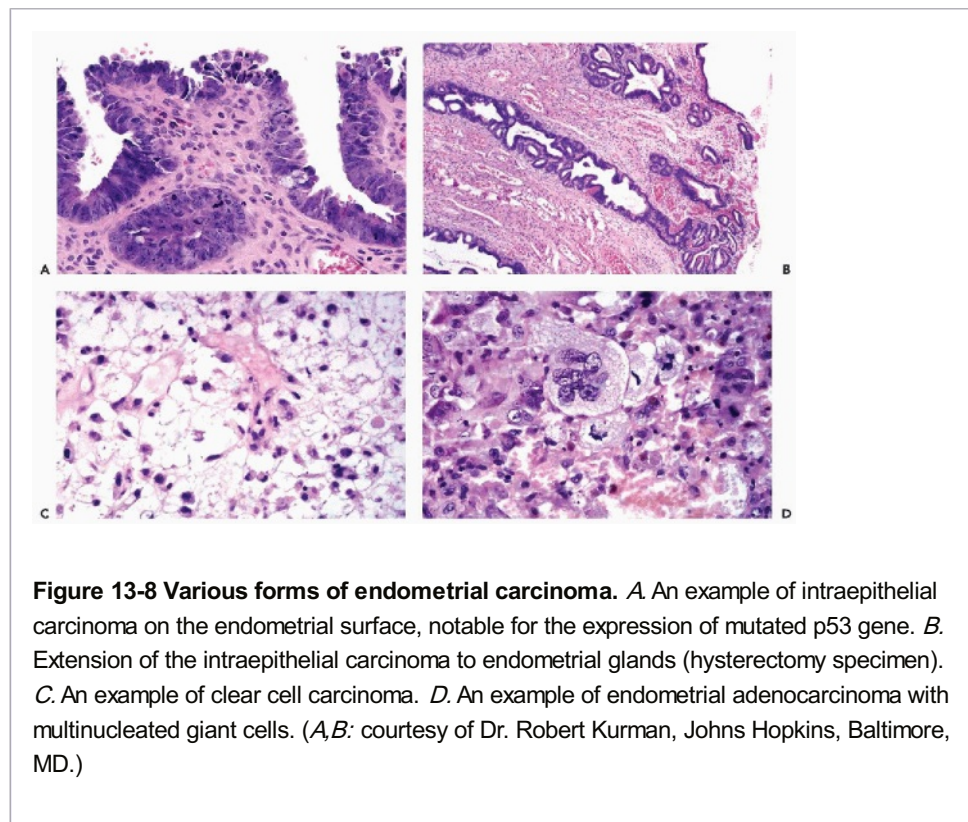 A
B
C
D
Figure 13-8 Various forms of endometrial carcinoma. A. An example of intraepithelial
carcinoma on the endometrial surface, notable for the expression of mutated p53 gene. B.
Extension of the intraepithelial carcinoma to endometrial glands (hysterectomy specimen).
C. An example of clear cell carcinoma. D. An example of endometrial adenocarcinoma with
multinucleated giant cells. (A,B: courtesy of Dr. Robert Kurman, Johns Hopkins, Baltimore,
MD.)